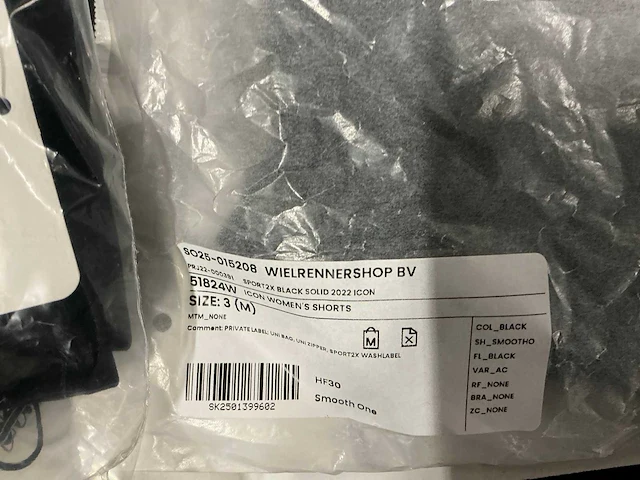 SO25-015208 WIELRENNERSHOP BV
PRJ22-000391 SPORT2X BLACK SOLID 2022 ICON
51824W ICON WOMEN'S SHORTS
SIZE: 3 (M)
MTM_NONE
Comment: PRIVATE LABEL; UNI BAG, UNI ZIPPER, SPORT2X WASHLABEL
M
X
COL_BLACK
SH_SMOOTHO
FL_BLACK
VAR_AC
RF_NONE
BRA_NONE
ZC_NONE
HF30
Smooth One
SK2501399602